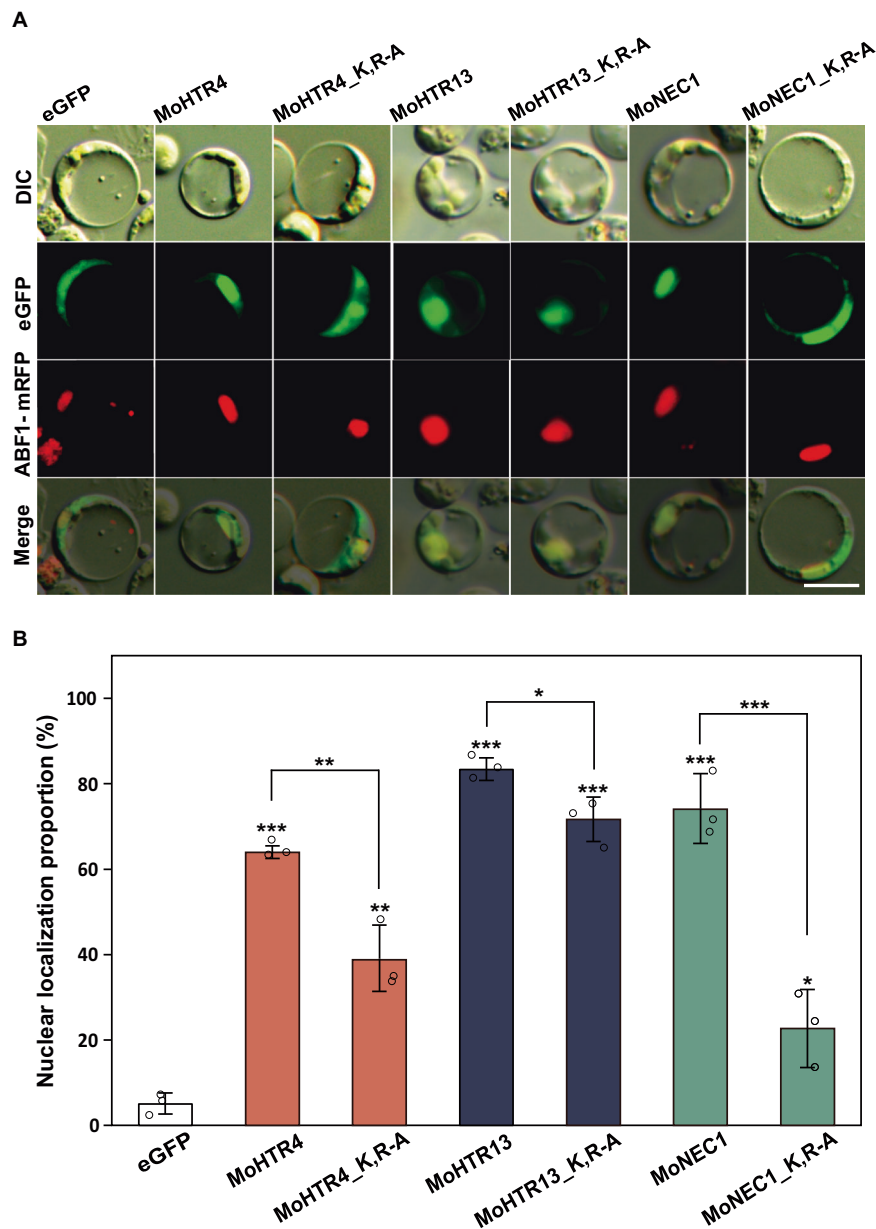 A
eGFP
MoHTR4
MoHTR4_K,R-A
MoHTR13
MoHTR13_K,R-A
MoNEC1
MoNEC1_K,R-A
DIC
eGFP
ABF1- mRFP
Merge
B
Nuclear localization proportion (%)
100
80
60
40
20
0
***
**
**
***
*
***
***
***
*
eGFP
MoHTR4
MoHTR4_K,R-A
MoHTR13
MoHTR13_K,R-A
MoNEC1
MoNEC1_K,R-A